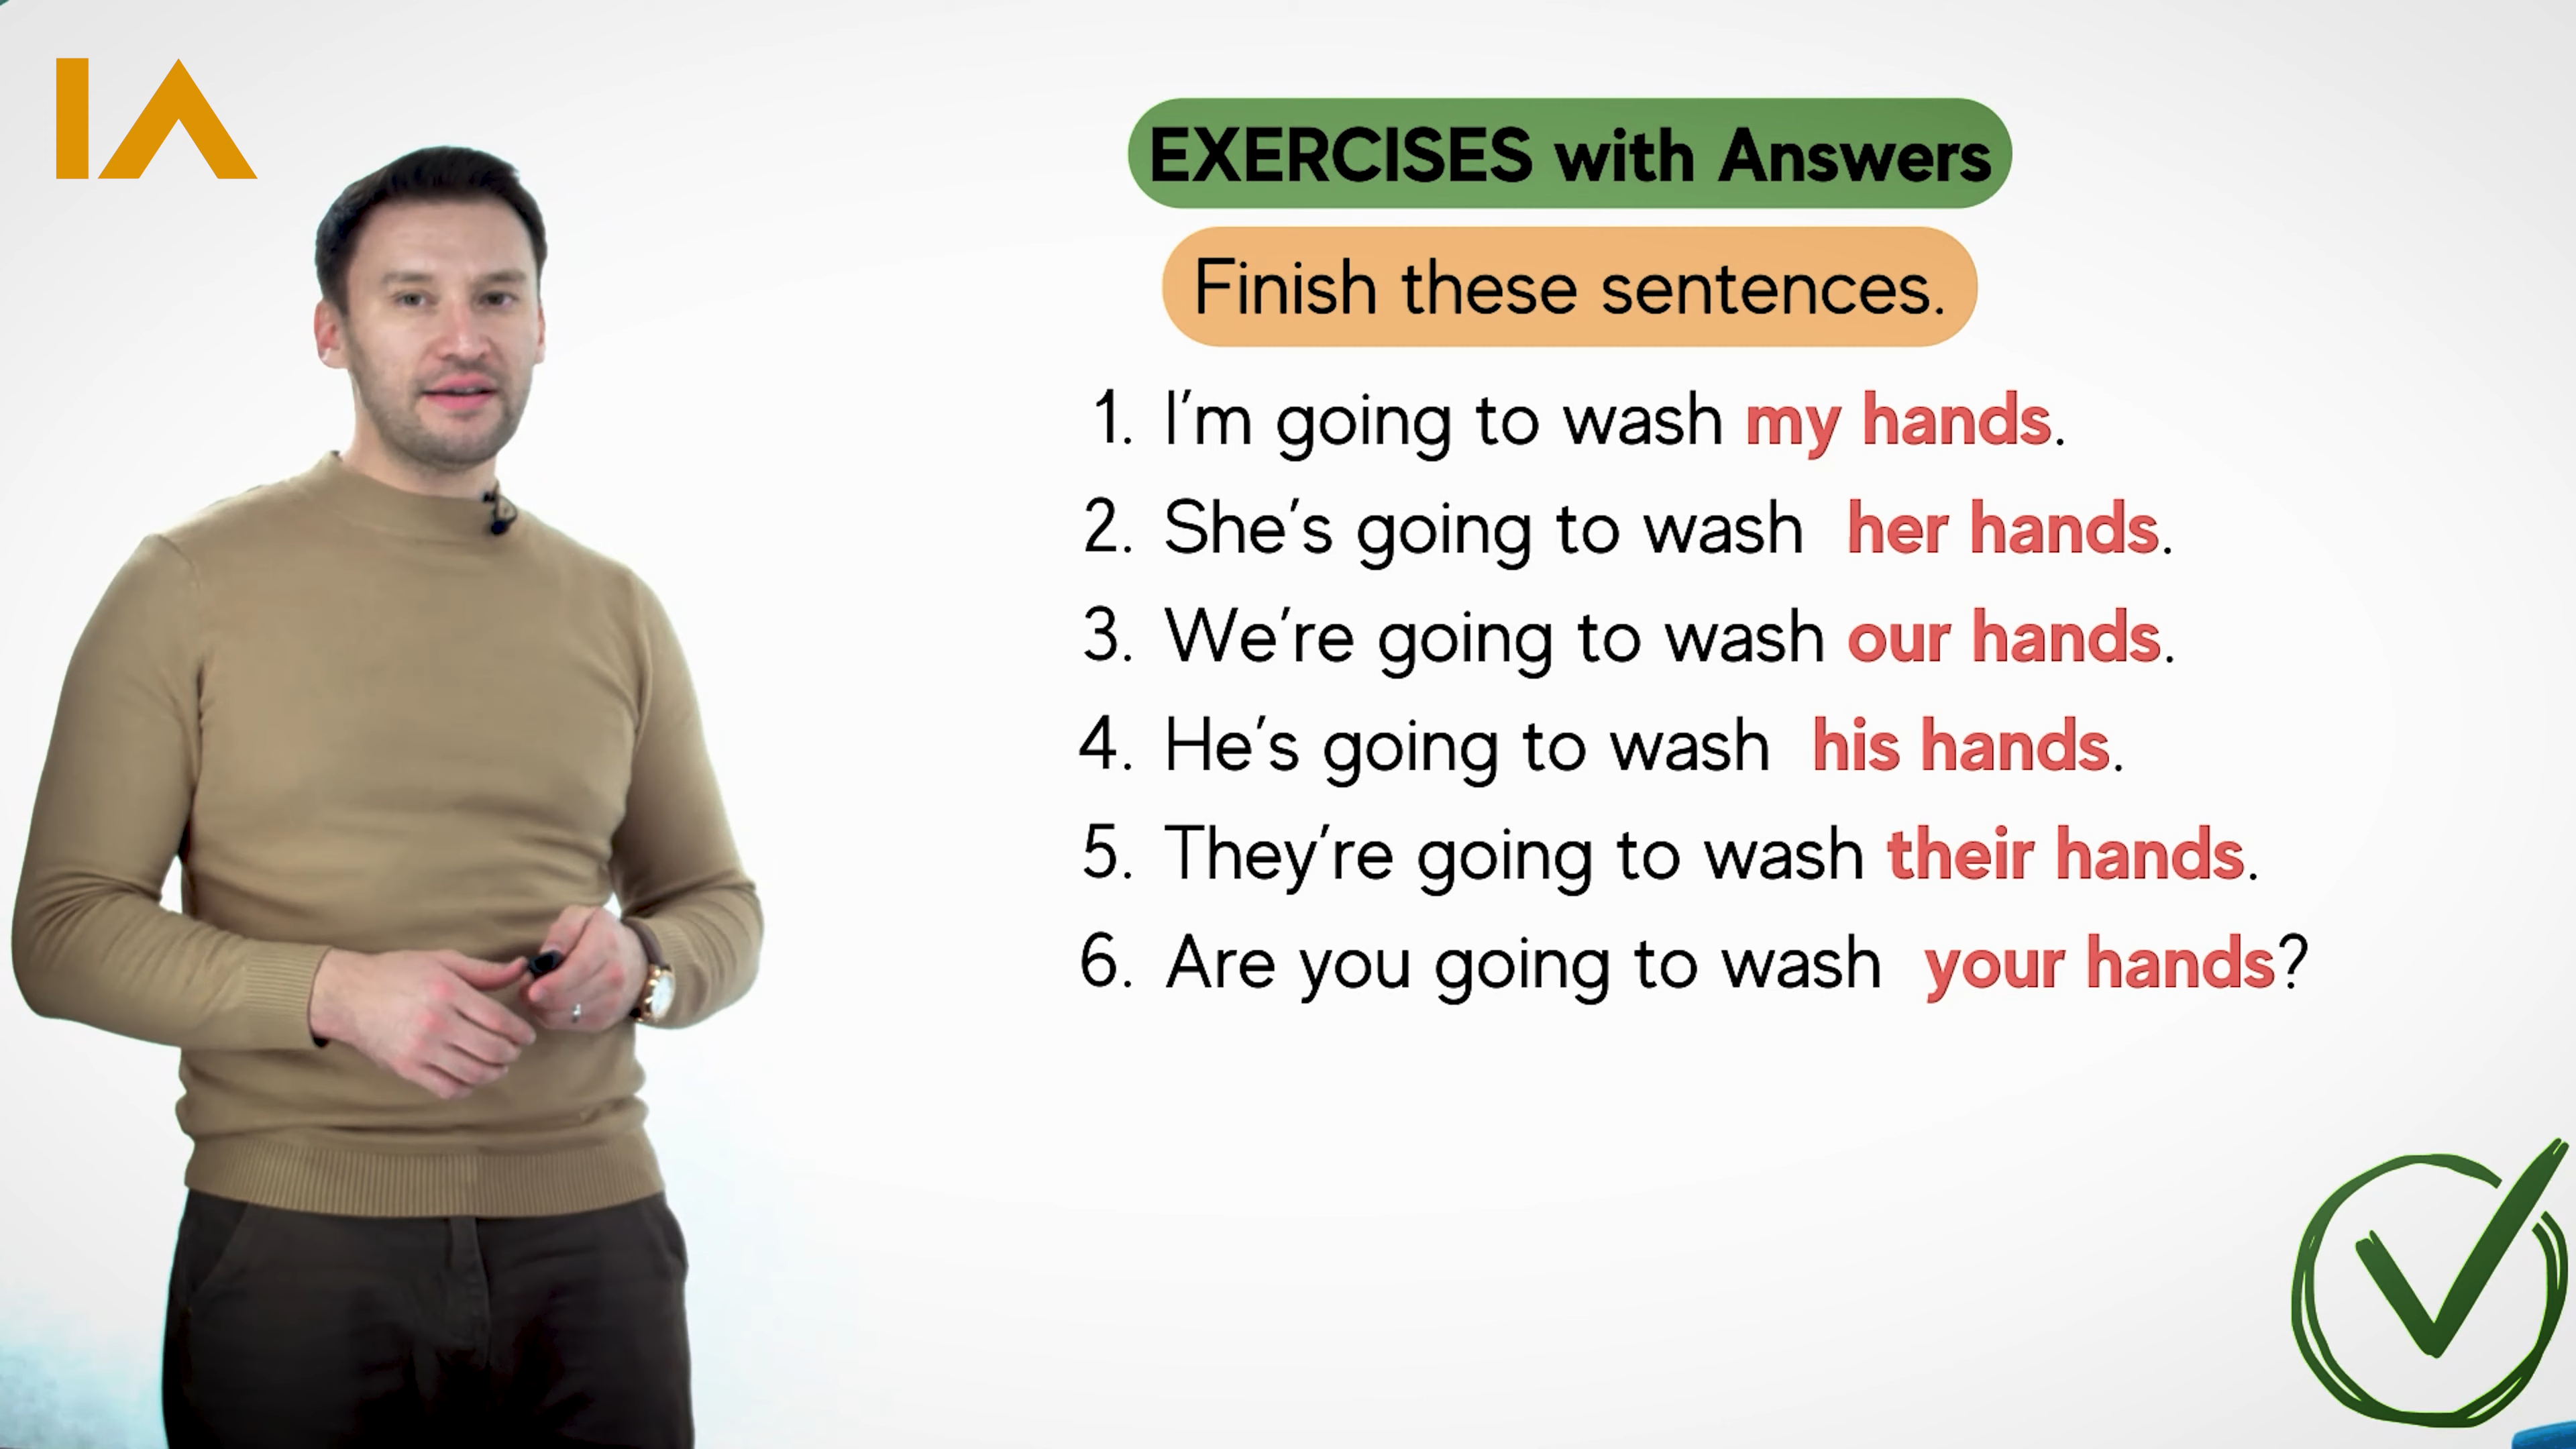 IA
EXERCISES with Answers
Finish these sentences.
1. I'm going to wash my hands.
2. She's going to wash her hands.
3. We're going to wash our hands.
4. He's going to wash his hands.
5. They're going to wash their hands.
6. Are you going to wash your hands?